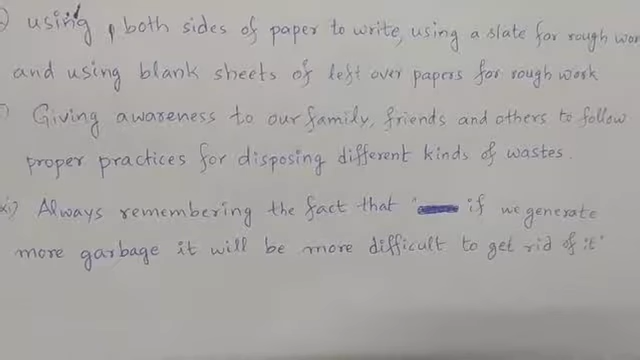 using, both sides of paper to write, using a slate for rough work
and using blank sheets of left over papers for rough work
Giving awareness to our family, friends and others to follow
proper practices for disposing different kinds of wastes.
xi) Always remembering the fact that " if we generate
more garbage it will be more difficult to get rid of it"